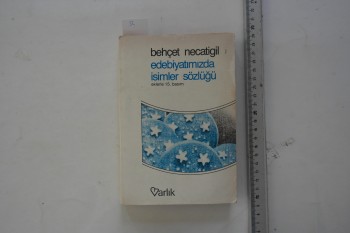 behçet necatigil
edebiyatımızda
isimler sözlüğü
Varlık